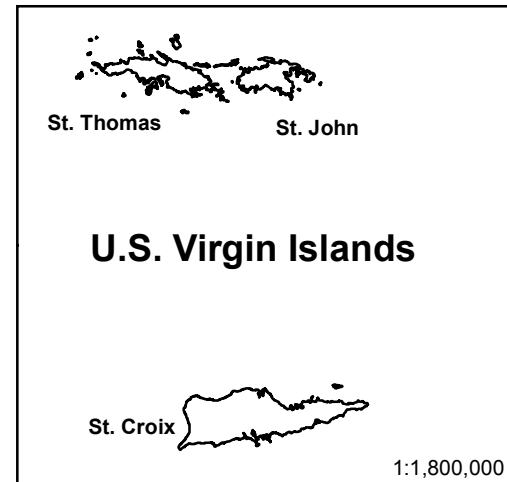 St. Thomas
St. John
U.S. Virgin Islands
St. Croix
1:1,800,000